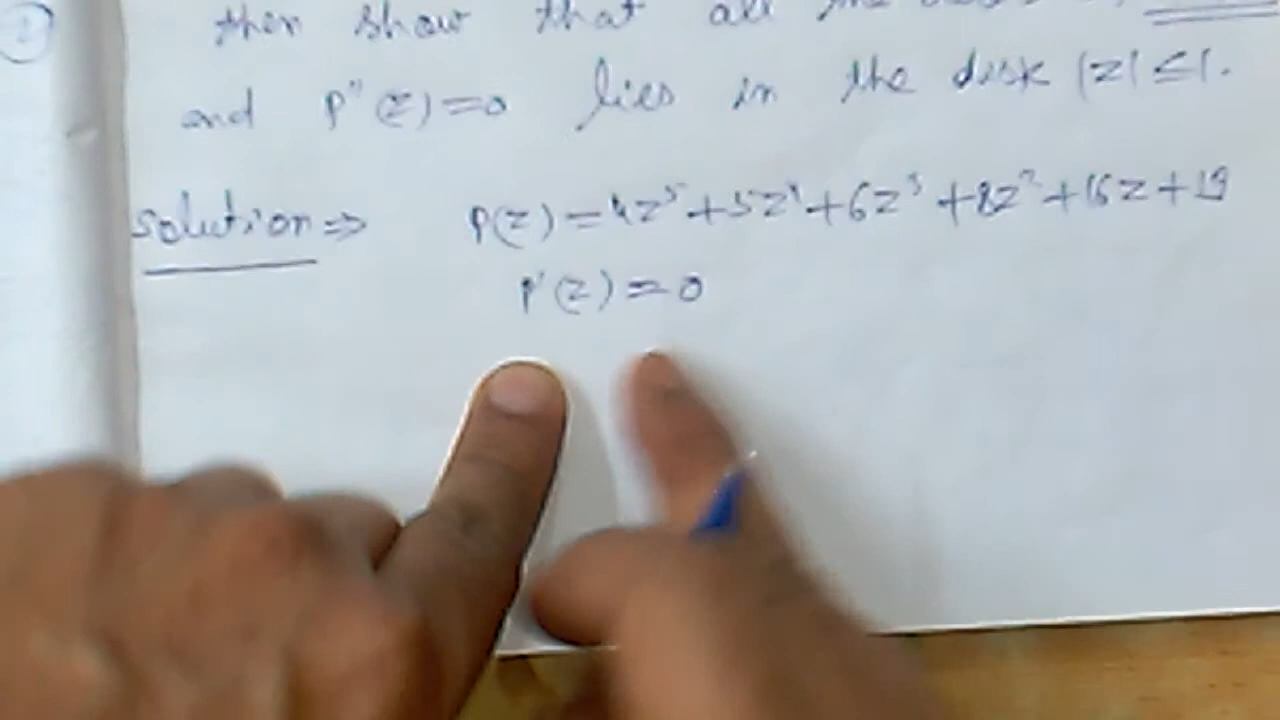 then show that all the
and P''(z)=0 lies in the disk |z|≤1.
solution⇒ P(z)=4z⁵+5z⁴+6z³+8z²+16z+19
P'(z)=0